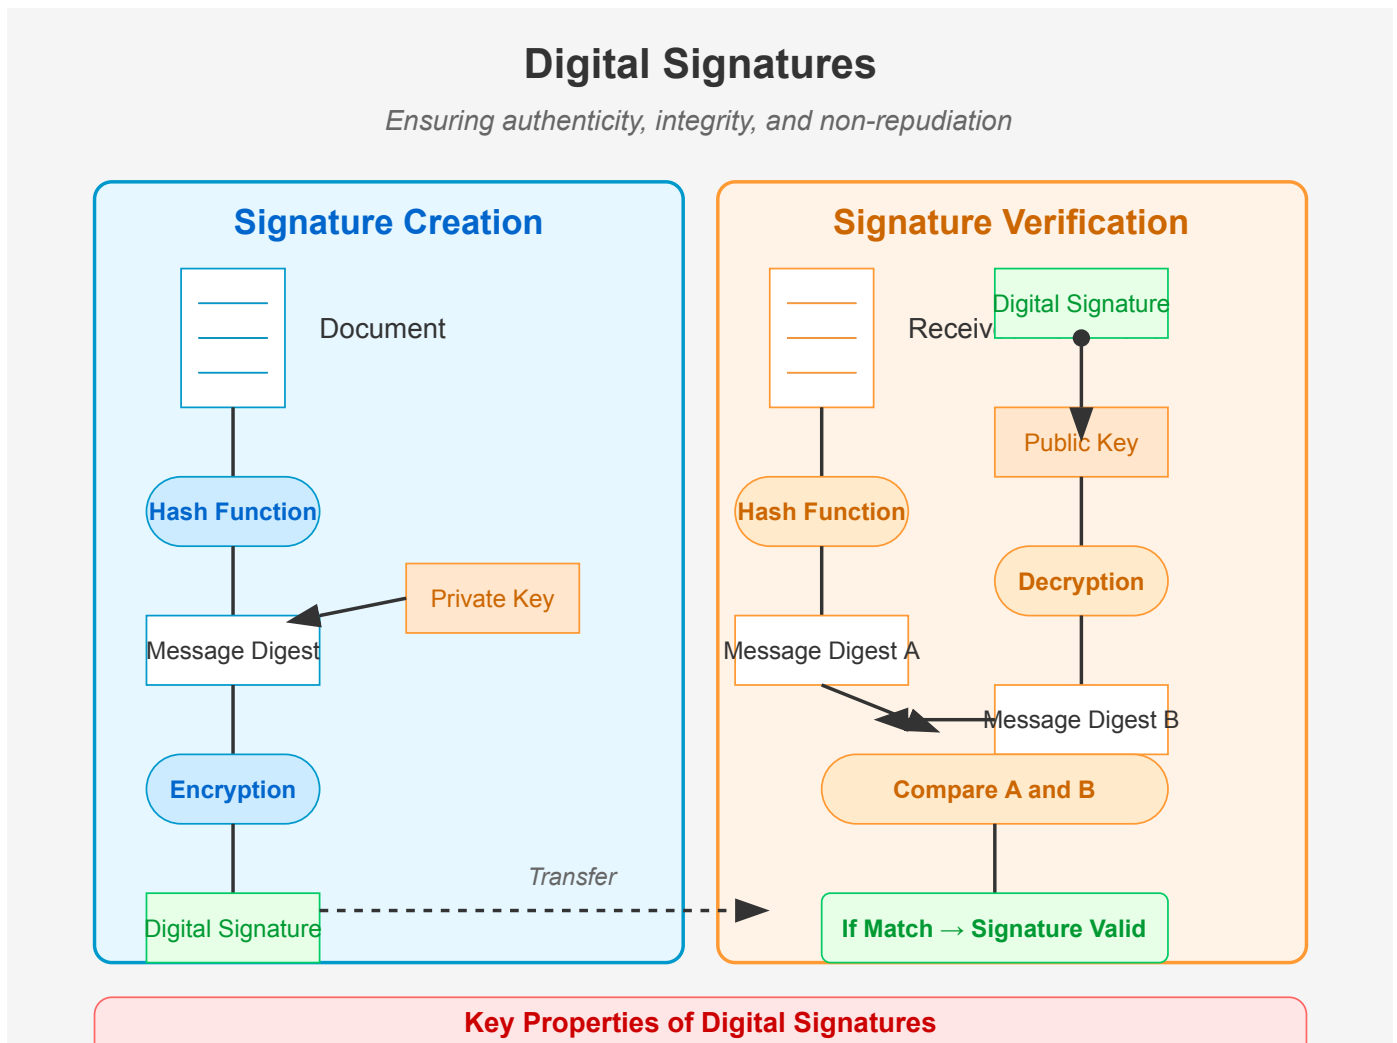 Digital Signatures
Ensuring authenticity, integrity, and non-repudiation
Signature Creation
Document
Hash Function
Private Key
Message Digest
Encryption
Digital Signature
Transfer
Signature Verification
Receiv
Digital Signature
Public Key
Hash Function
Decryption
Message Digest A
Message Digest B
Compare A and B
If Match → Signature Valid
Key Properties of Digital Signatures